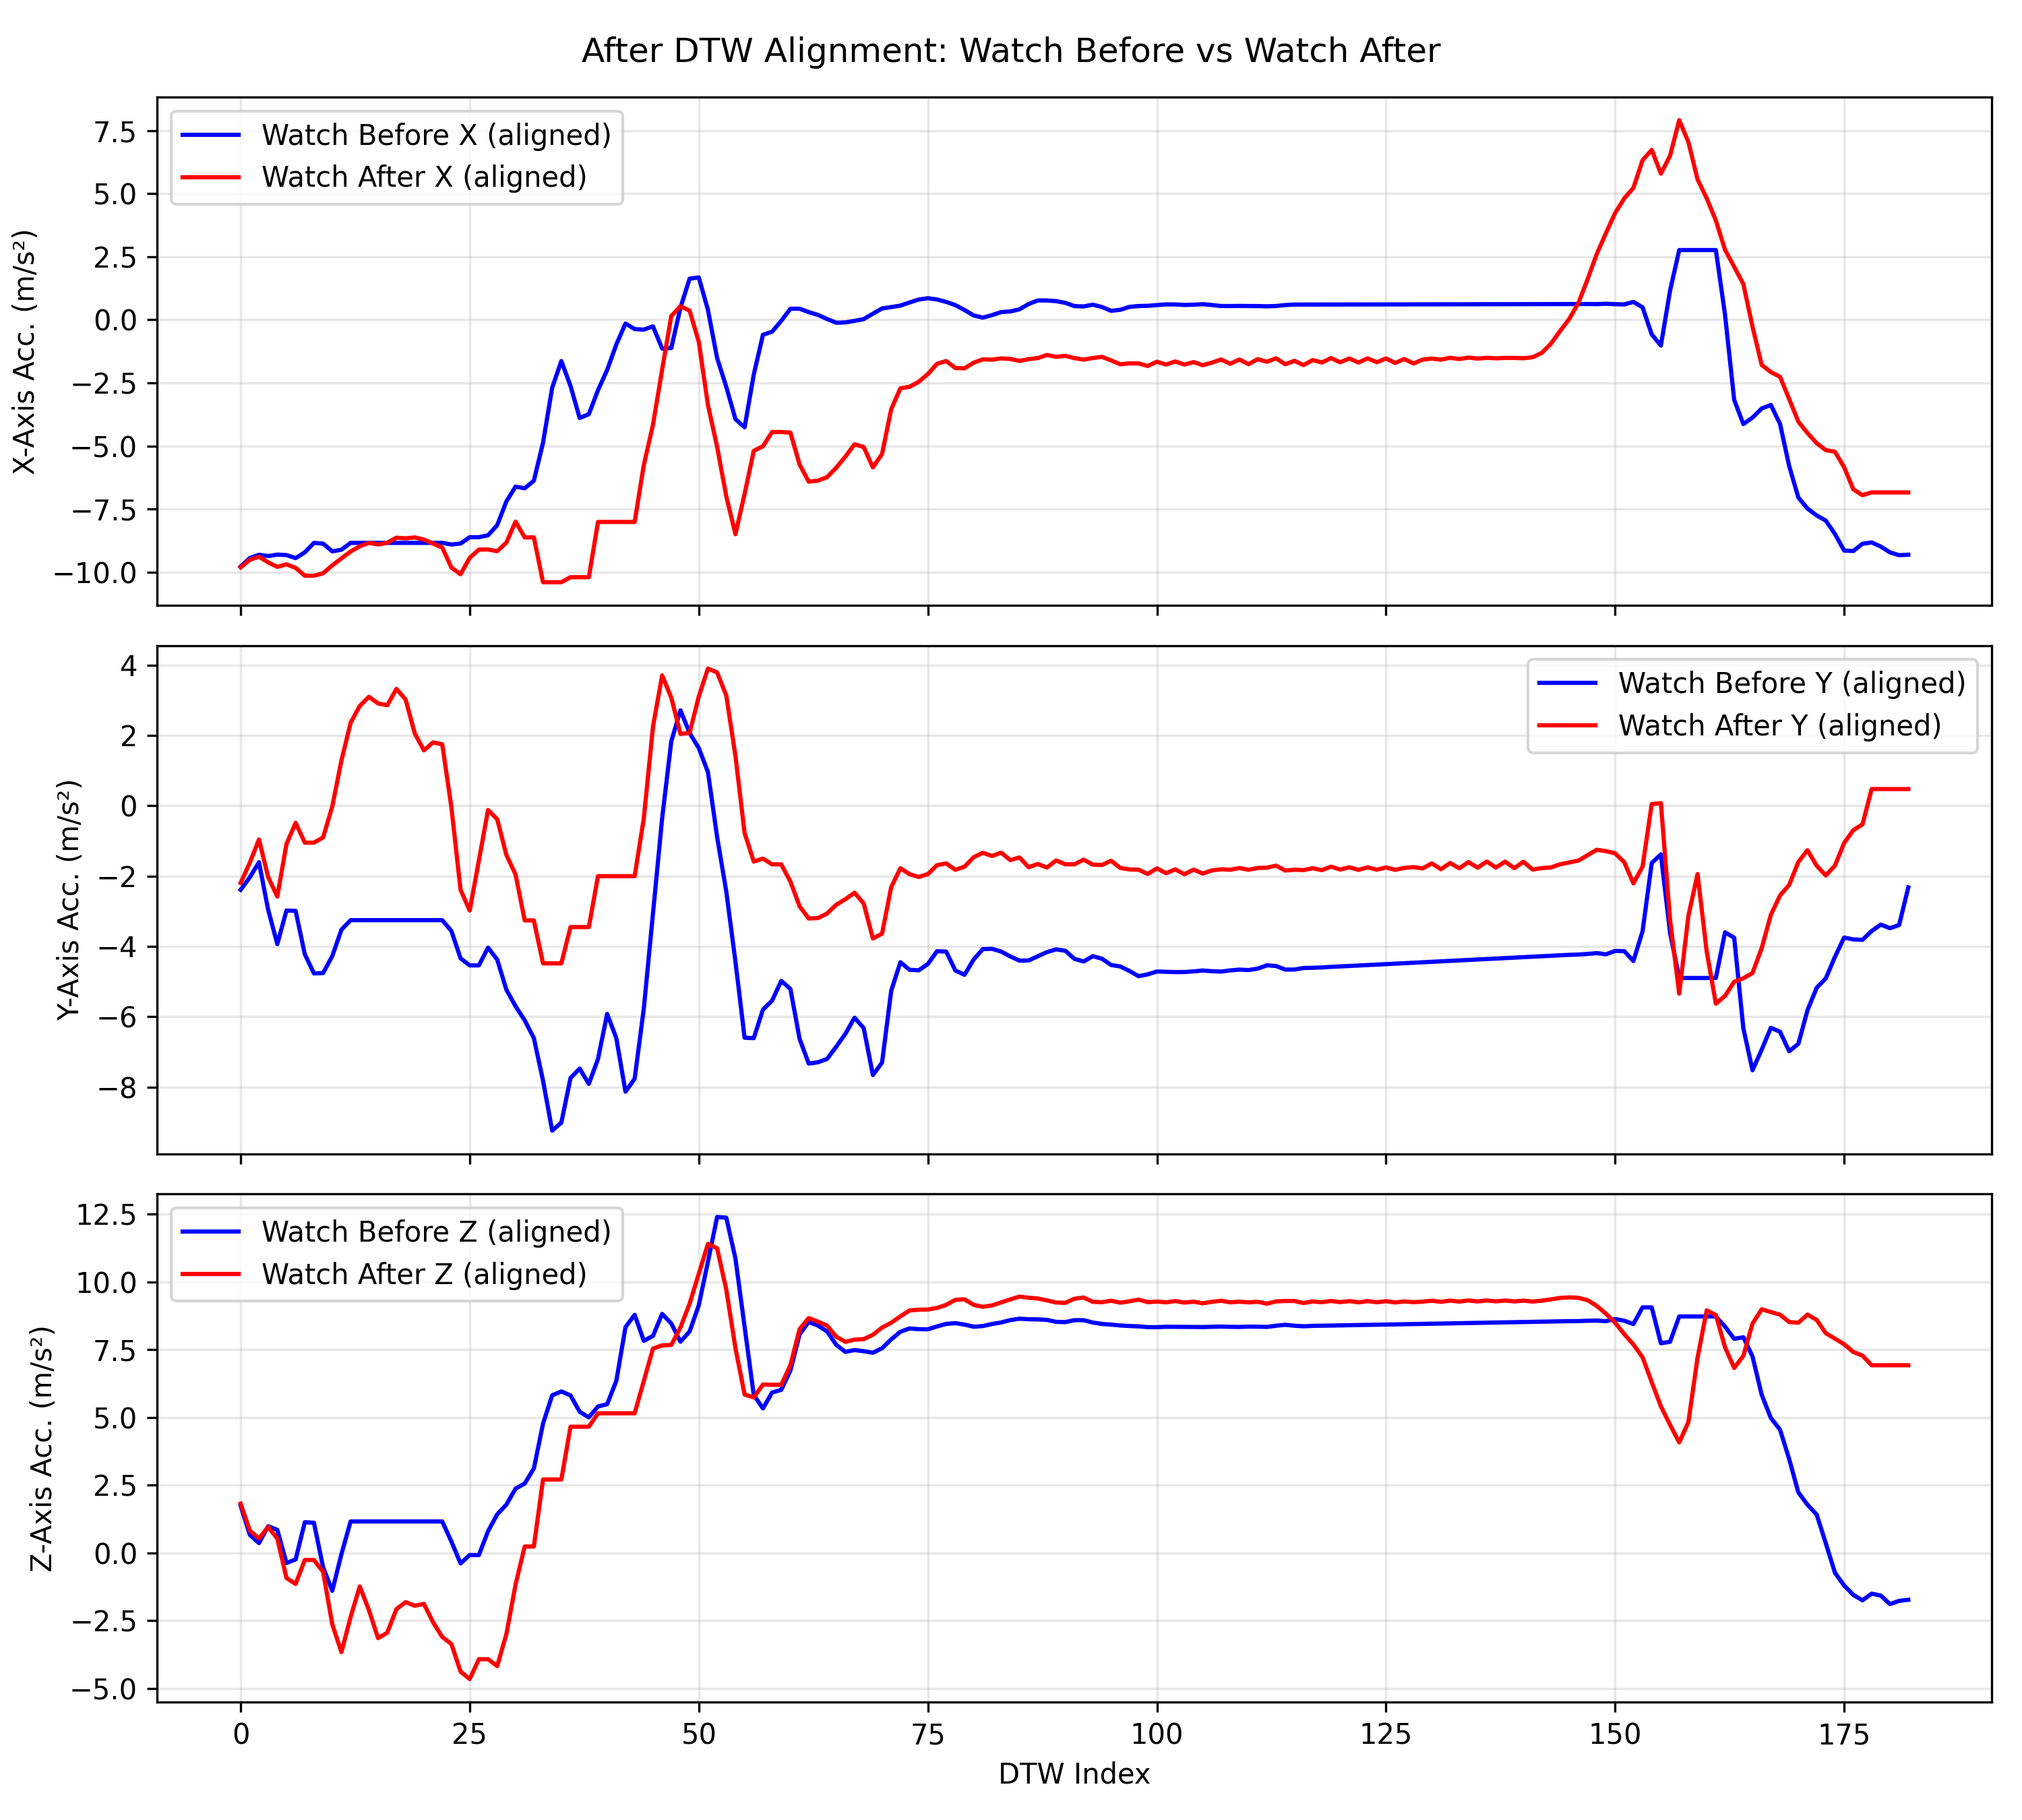 After DTW Alignment: Watch Before vs Watch After
7.5
5.0
2.5
0.0
−2.5
−5.0
−7.5
−10.0
X-Axis Acc. (m/s²)
Watch Before X (aligned)
Watch After X (aligned)
4
2
0
−2
−4
−6
−8
Y-Axis Acc. (m/s²)
Watch Before Y (aligned)
Watch After Y (aligned)
12.5
10.0
7.5
5.0
2.5
0.0
−2.5
−5.0
Z-Axis Acc. (m/s²)
Watch Before Z (aligned)
Watch After Z (aligned)
0 25 50 75 100 125 150 175
DTW Index